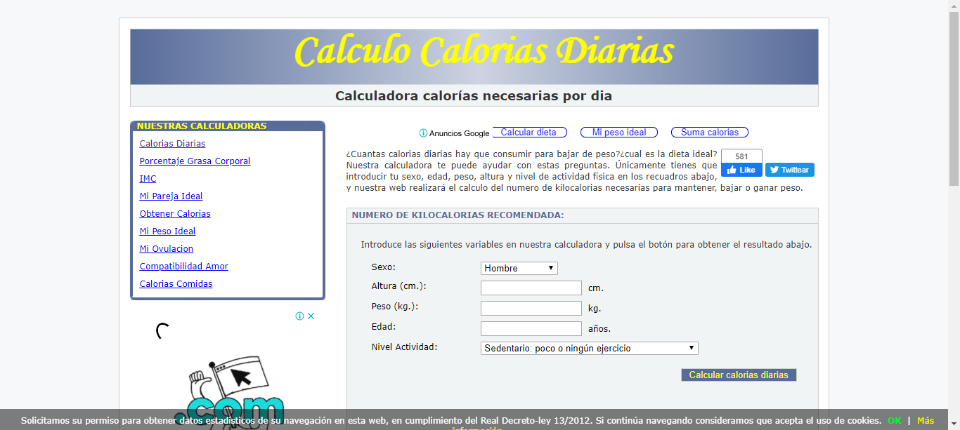 Calculo Calorias Diarias
Calculadora calorías necesarias por dia
NUESTRAS CALCULADORAS
Calorias Diarias
Porcentaje Grasa Corporal
IMC
Mi Pareja Ideal
Obtener Calorias
Mi Peso Ideal
Mi Ovulacion
Compatibilidad Amor
Calorias Comidas
.com
Anuncios Google Calcular dieta Mi peso ideal Suma calorias
¿Cuantas calorias diarias hay que consumir para bajar de peso?¿cual es la dieta ideal?
Nuestra calculadora te puede ayudar con estas preguntas. Únicamente tienes que
introducir tu sexo, edad, peso, altura y nivel de actividad física en los recuadros abajo,
y nuestra web realizará el calculo del numero de kilocalorias necesarias para mantener, bajar o ganar peso.
581
Like Twittear
NUMERO DE KILOCALORIAS RECOMENDADA:
Introduce las siguientes variables en nuestra calculadora y pulsa el botón para obtener el resultado abajo.
Sexo: Hombre
Altura (cm.): cm.
Peso (kg.): kg.
Edad: años.
Nivel Actividad: Sedentario: poco o ningún ejercicio
Calcular calorias diarias
Solicitamos su permiso para obtener datos estadísticos de su navegación en esta web, en cumplimiento del Real Decreto-ley 13/2012. Si continúa navegando consideramos que acepta el uso de cookies. OK | Más
información